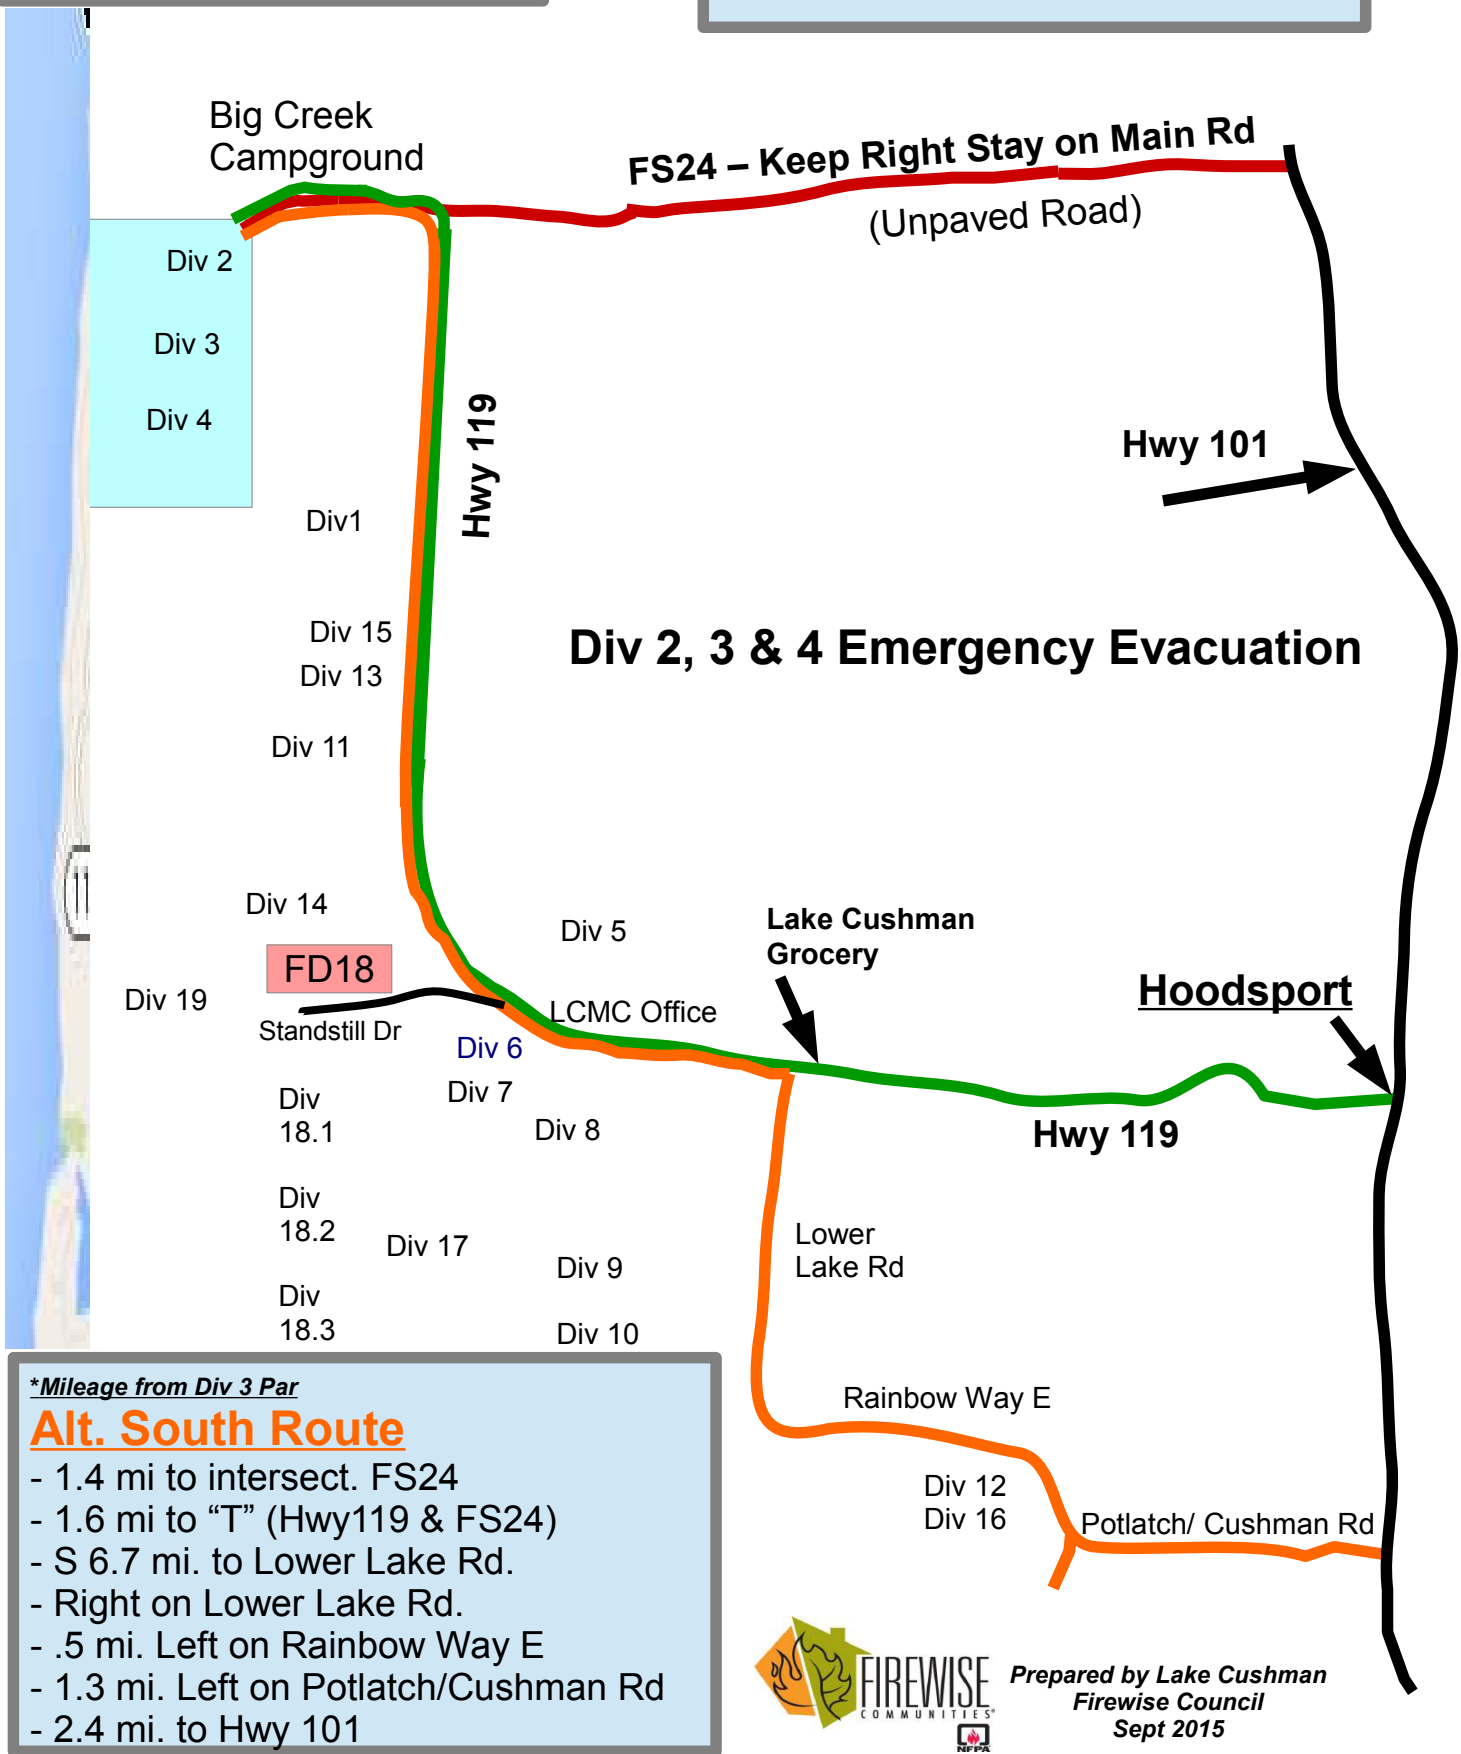 Big Creek
Campground
FS24 – Keep Right Stay on Main Rd
(Unpaved Road)
Div 2
Div 3
Div 4
Hwy 119
Hwy 101
Div1
Div 15
Div 13
Div 2, 3 & 4 Emergency Evacuation
Div 11
Div 14
Div 5
Lake Cushman
Grocery
FD18
Div 19
Standstill Dr
LCMC Office
Hoodsport
Div 6
Div 7
Div
18.1
Div 8
Hwy 119
Div
18.2
Div 17
Lower
Lake Rd
Div 9
Div
18.3
Div 10
*Mileage from Div 3 Par
Alt. South Route
- 1.4 mi to intersect. FS24
- 1.6 mi to “T” (Hwy119 & FS24)
- S 6.7 mi. to Lower Lake Rd.
- Right on Lower Lake Rd.
- .5 mi. Left on Rainbow Way E
- 1.3 mi. Left on Potlatch/Cushman Rd
- 2.4 mi. to Hwy 101
Rainbow Way E
Div 12
Div 16
Potlatch/ Cushman Rd
FIREWISE
COMMUNITIES®
NFPA
Prepared by Lake Cushman
Firewise Council
Sept 2015